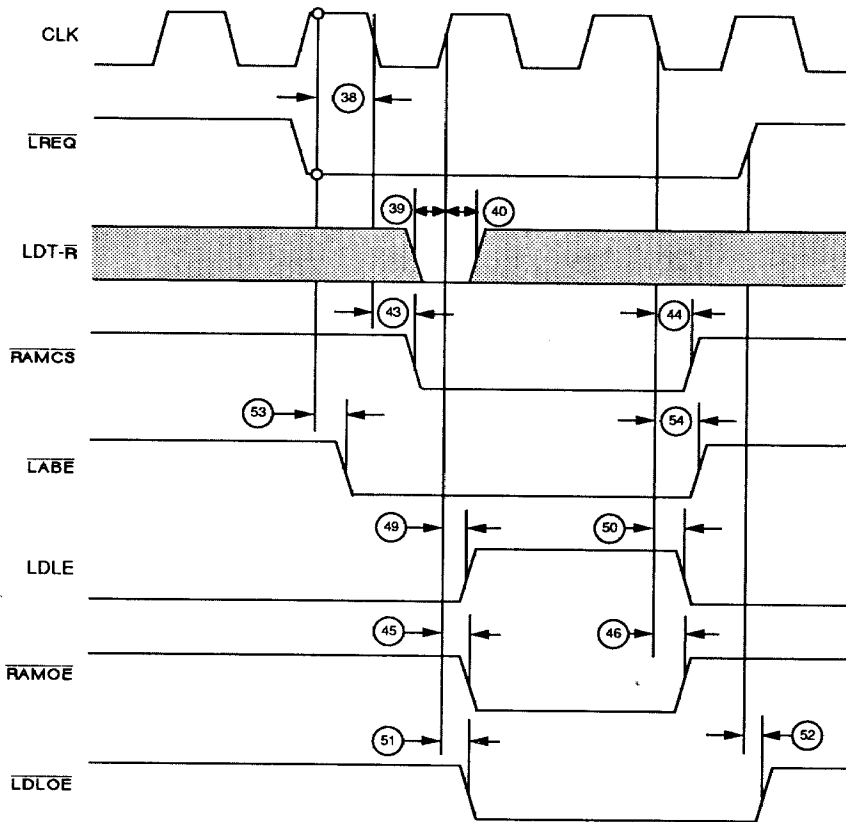 CLK
38
LREQ
39
40
LDT-R̅
43
44
RAMCS
53
54
LABE
49
50
LDLE
45
46
RAMOE
51
52
LDLOE